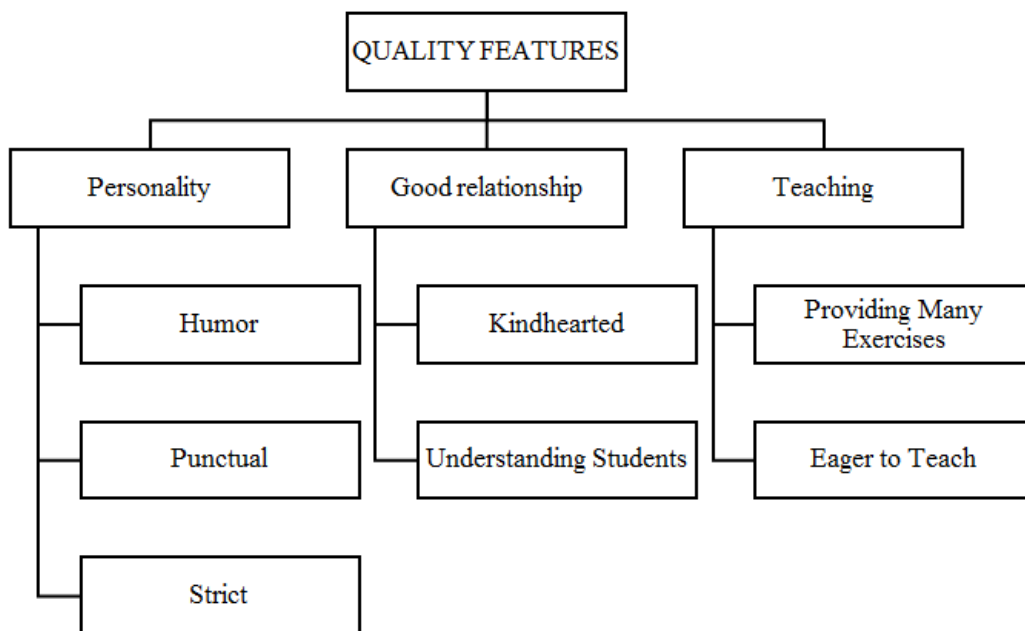 QUALITY FEATURES
Personality
Good relationship
Teaching
Humor
Kindhearted
Providing Many
Exercises
Punctual
Understanding Students
Eager to Teach
Strict